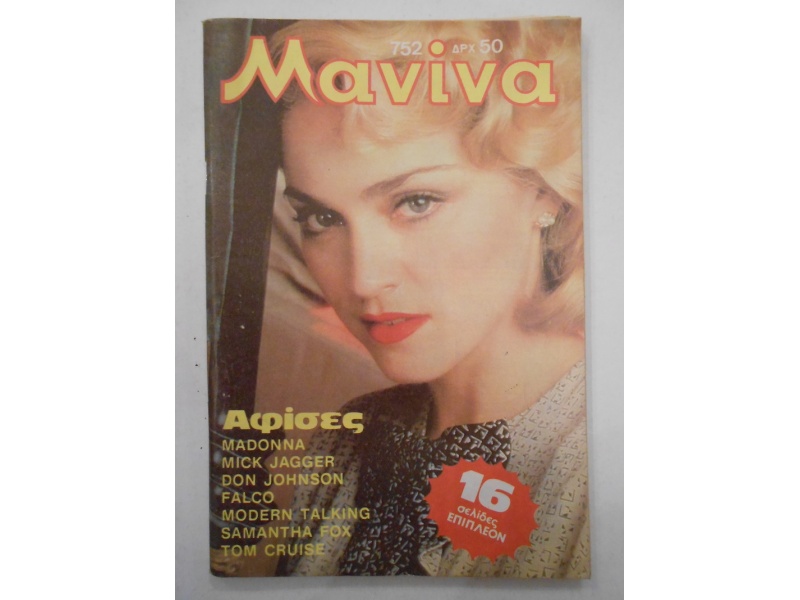 752 ΔΡΧ 50
Μανίνα
Αφίσες
MADONNA
MICK JAGGER
DON JOHNSON
FALCO
MODERN TALKING
SAMANTHA FOX
TOM CRUISE
16
σελίδες
ΕΠΙΠΛΕΟΝ